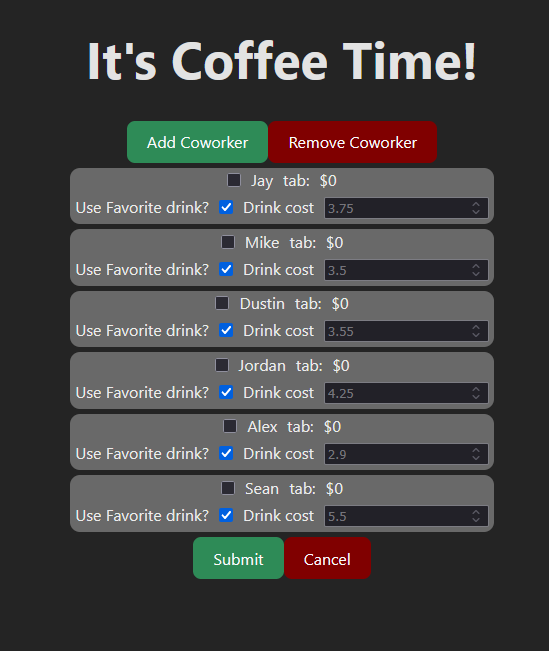 It's Coffee Time!
Add Coworker Remove Coworker
Jay tab: $0
Use Favorite drink? Drink cost 3.75
Mike tab: $0
Use Favorite drink? Drink cost 3.5
Dustin tab: $0
Use Favorite drink? Drink cost 3.55
Jordan tab: $0
Use Favorite drink? Drink cost 4.25
Alex tab: $0
Use Favorite drink? Drink cost 2.9
Sean tab: $0
Use Favorite drink? Drink cost 5.5
Submit Cancel